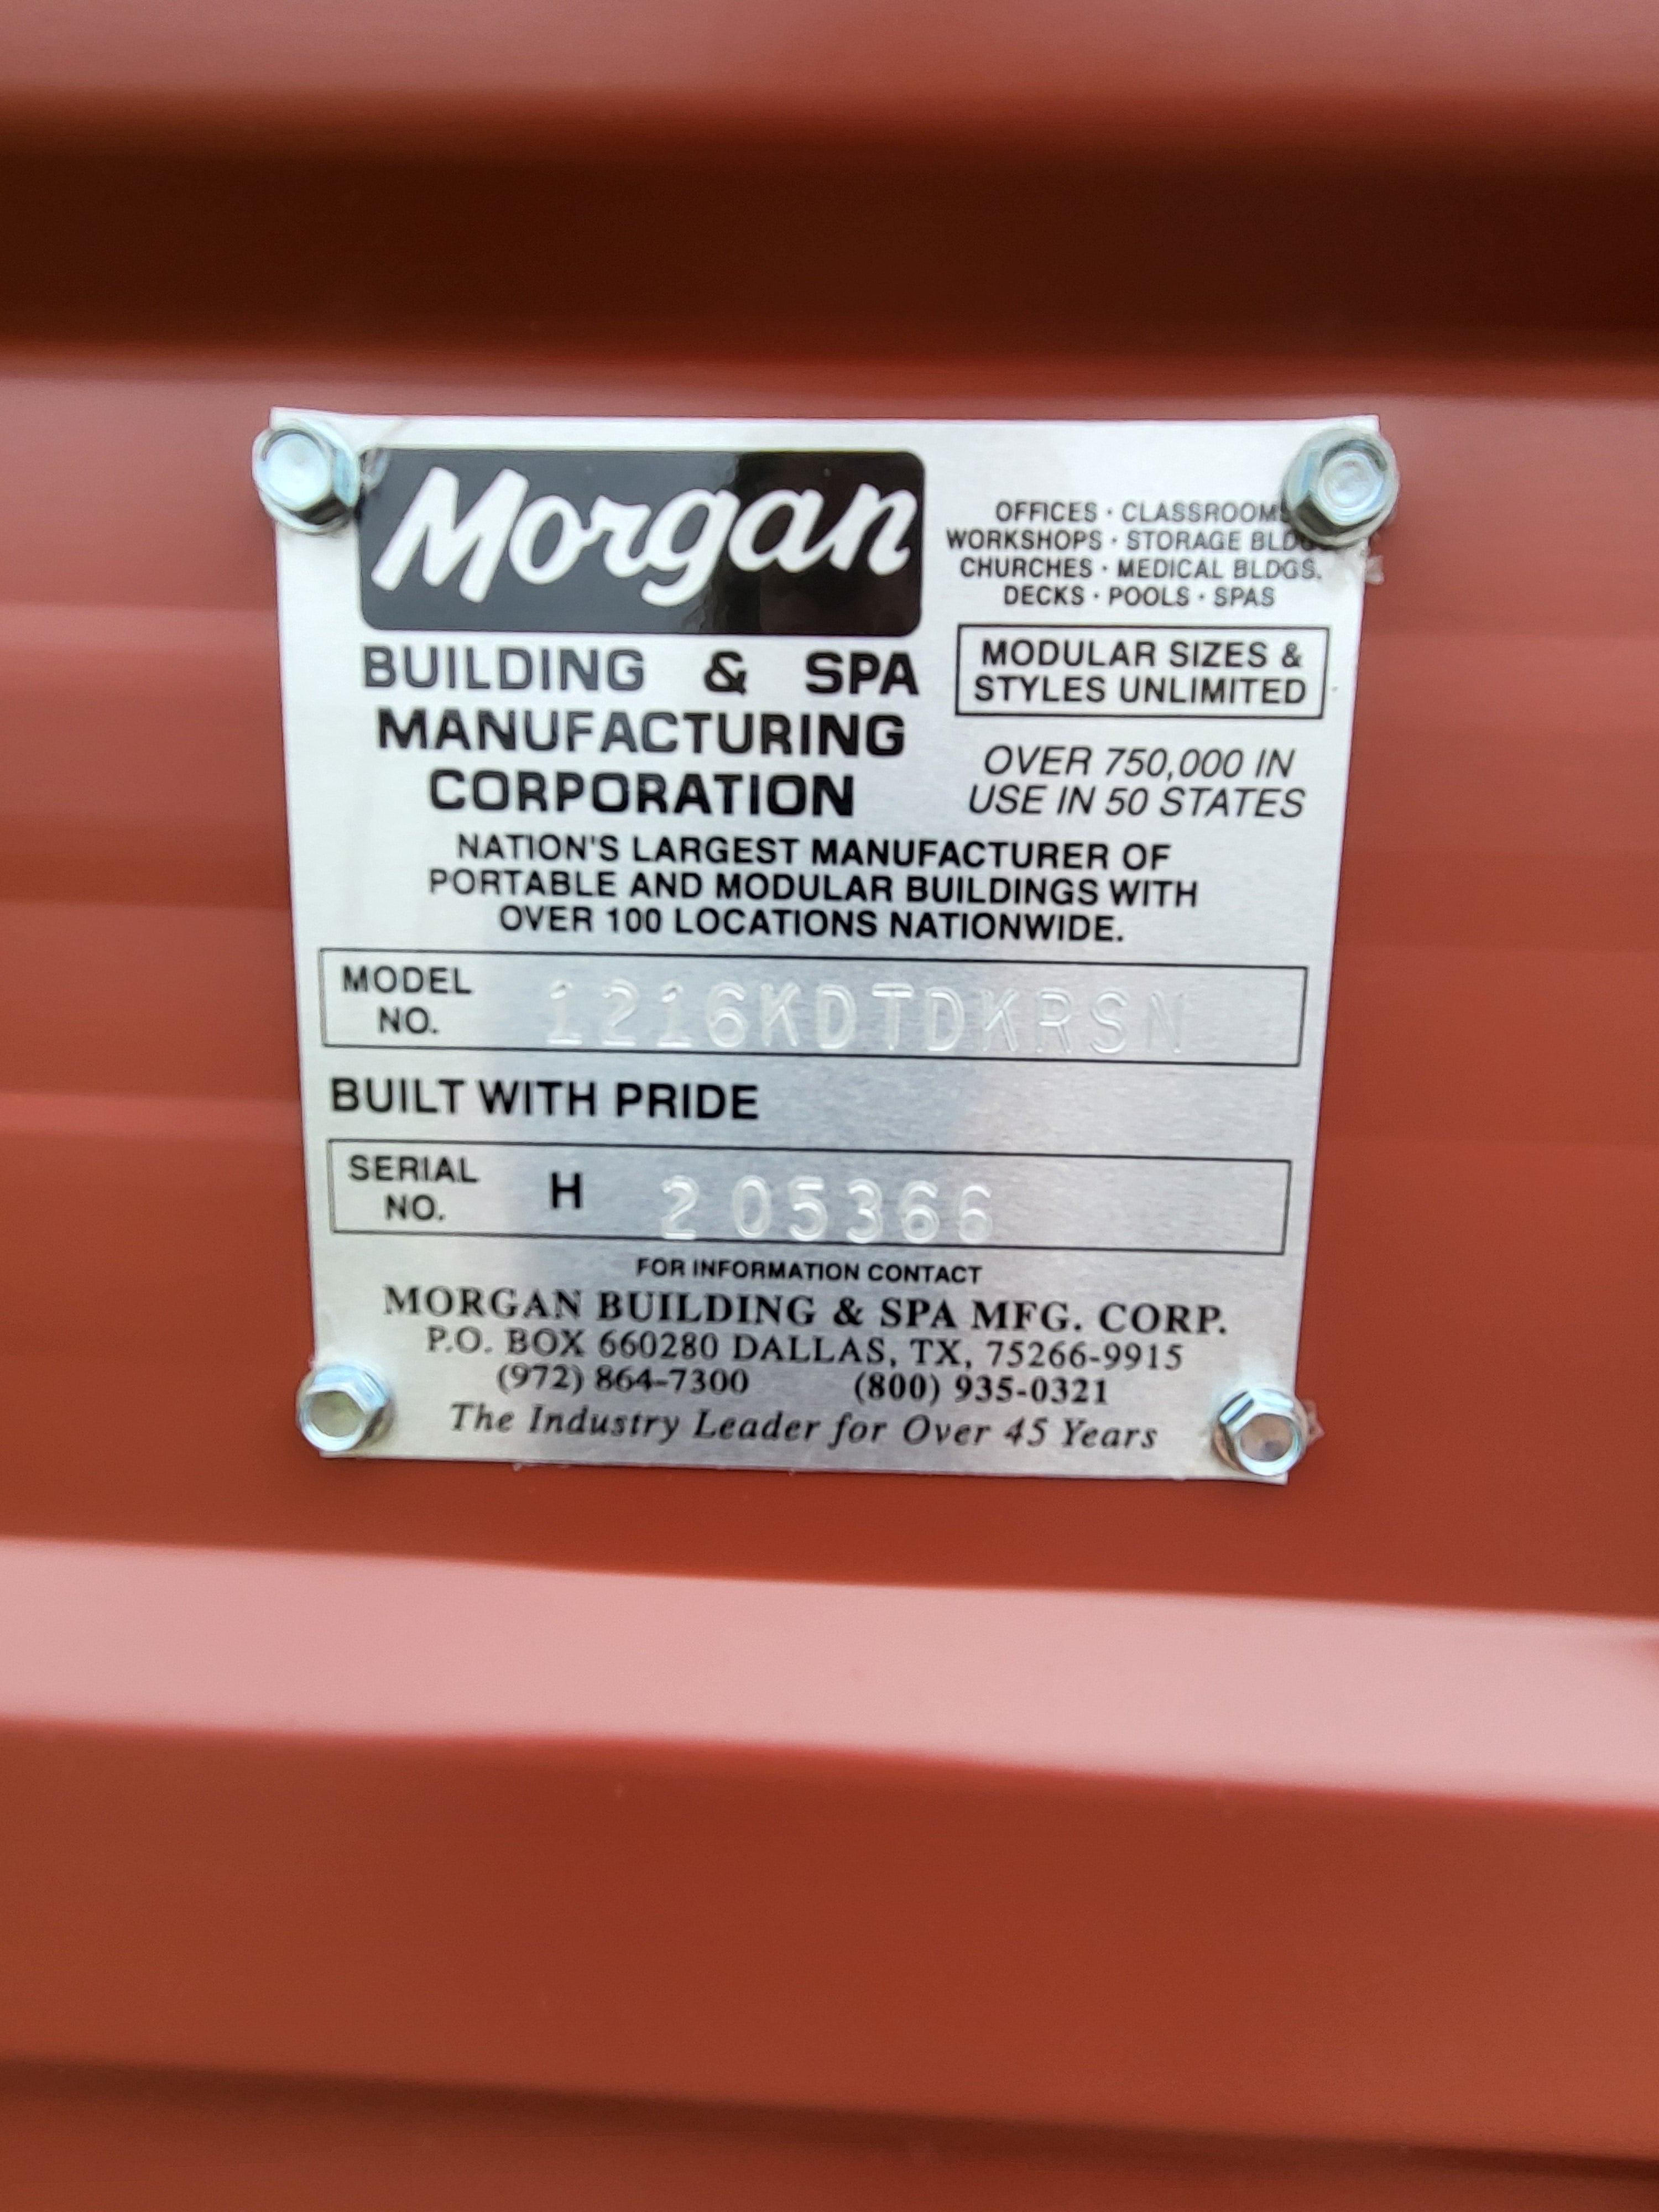 Morgan
BUILDING & SPA
MANUFACTURING
CORPORATION
OFFICES · CLASSROOMS
WORKSHOPS · STORAGE
CHURCHES · MEDICAL BLDGS.
DECKS · POOLS · SPAS
MODULAR SIZES &
STYLES UNLIMITED
OVER 750,000 IN
USE IN 50 STATES
NATION'S LARGEST MANUFACTURER OF
PORTABLE AND MODULAR BUILDINGS WITH
OVER 100 LOCATIONS NATIONWIDE.
MODEL
NO.
1216KDTDKRSN
BUILT WITH PRIDE
SERIAL
NO.
H 2 05366
FOR INFORMATION CONTACT
MORGAN BUILDING & SPA MFG. CORP.
P.O. BOX 660280 DALLAS, TX, 75266-9915
(972) 864-7300 (800) 935-0321
The Industry Leader for Over 45 Years